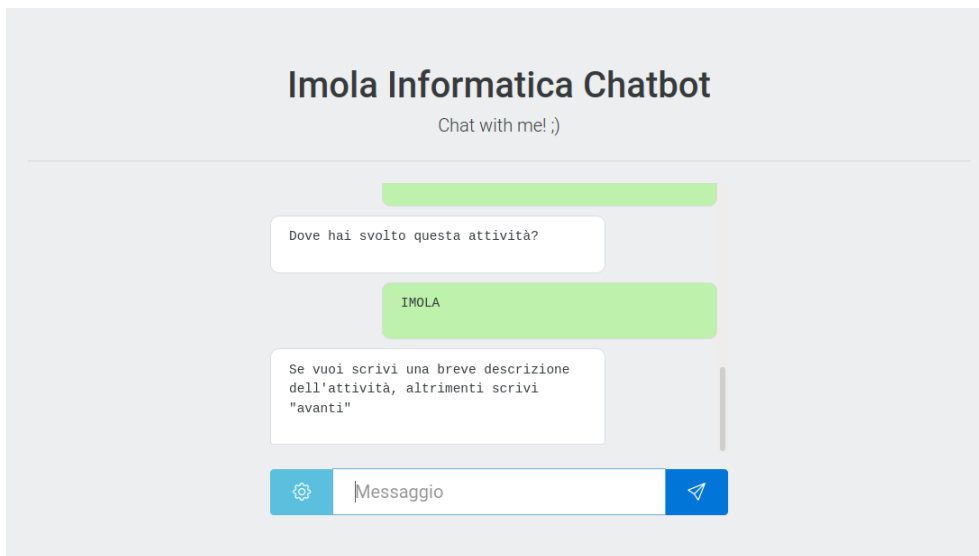 Imola Informatica Chatbot
Chat with me! ;)
Dove hai svolto questa attività?
IMOLA
Se vuoi scrivi una breve descrizione
dell'attività, altrimenti scrivi
"avanti"
Messaggio